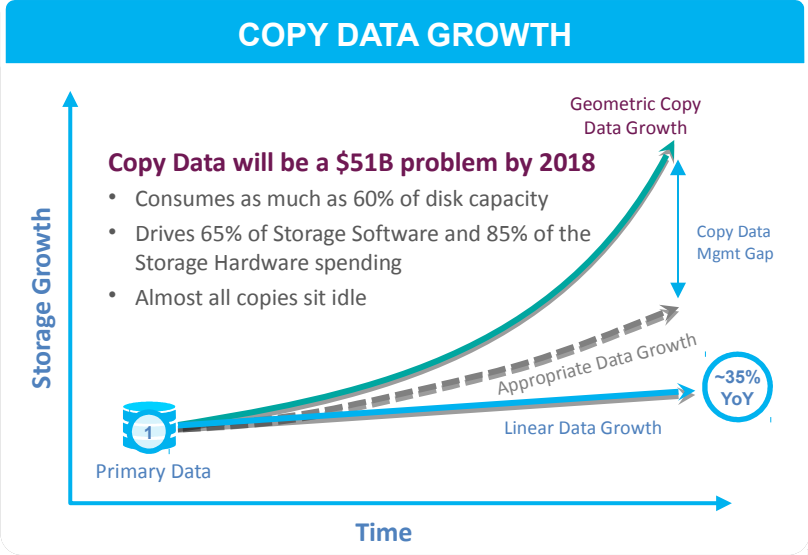 COPY DATA GROWTH
Geometric Copy
Data Growth
Copy Data will be a $51B problem by 2018
• Consumes as much as 60% of disk capacity
• Drives 65% of Storage Software and 85% of the
Storage Hardware spending
• Almost all copies sit idle
Copy Data
Mgmt Gap
Storage Growth
Appropriate Data Growth
~35%
YoY
1
Linear Data Growth
Primary Data
Time